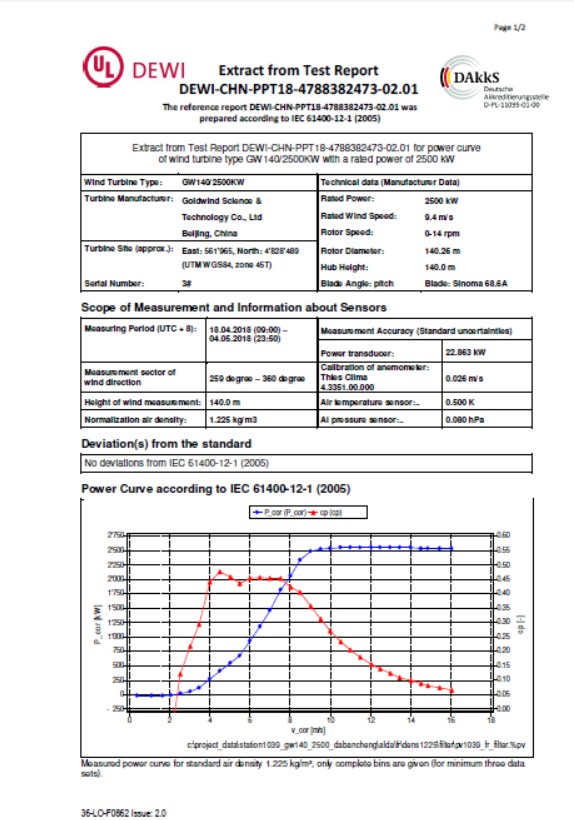 Page 1/2
UL DEWI
Extract from Test Report
DEWI-CHN-PPT18-4788382473-02.01
The reference report DEWI-CHN-PPT18-4788382473-02.01 was
prepared according to IEC 61400-12-1 (2005)
DAkkS
Deutsche
Akkreditierungsstelle
D-PL-11095-01-00
Extract from Test Report DEWI-CHN-PPT18-4788382473-02.01 for power curve
of wind turbine type GW140/2500KW with a rated power of 2500 kW
Wind Turbine Type: GW140/2500KW Technical data (Manufacturer Data)
Turbine Manufacturer: Goldwind Science & Rated Power: 2500 kW
Technology Co., Ltd Rated Wind Speed: 9.4 m/s
Beijing, China Rotor Speed: 0-14 rpm
Turbine Site (approx.): East: 561'965, North: 4'828'489 Rotor Diameter: 140.26 m
(UTM WGS84, zone 45T) Hub Height: 140.0 m
Serial Number: 3# Blade Angle: pitch Blade: Sinoma 68.6A
Scope of Measurement and Information about Sensors
Measuring Period (UTC + 8): 18.04.2018 (09:00) – Measurement Accuracy (Standard uncertainties)
04.05.2018 (23:50)
Power transducer: 22.863 kW
Measurement sector of wind direction 259 degree – 360 degree Calibration of anemometer: Thies Clima 4.3351.00.000 0.026 m/s
Height of wind measurement: 140.0 m Air temperature sensor:.. 0.500 K
Normalization air density: 1.225 kg/m3 Al pressure sensor:.. 0.080 hPa
Deviation(s) from the standard
No deviations from IEC 61400-12-1 (2005)
Power Curve according to IEC 61400-12-1 (2005)
P_cor (P_cor) cp (cp)
2750 0.60
2500 0.55
2250 0.50
2000 0.45
1750 0.40
1500 0.35
1250 0.30
1000 0.25
750 0.20
500 0.15
250 0.10
0 0.05
- 250 0.00
P_cor [kW]
cp [-]
0 2 4 6 8 10 12 14 16 18
v_cor [m/s]
c:\project_data\station1039_gw140_2500_dabancheng\alda\fr\dens1225\filter\pv1039_fr_filter.%pv
Measured power curve for standard air density 1.225 kg/m³, only complete bins are given (for minimum three data
sets).
36-LO-F0862 Issue: 2.0